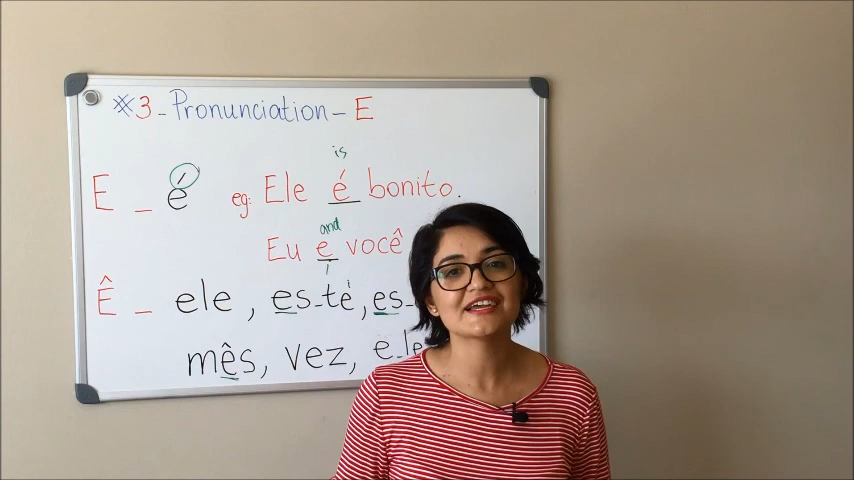 #3-Pronunciation-E
is
E - é eg: Ele é bonito.
and
Eu e você
i
Ê - ele, es-te, es-
mês, vez, e-le